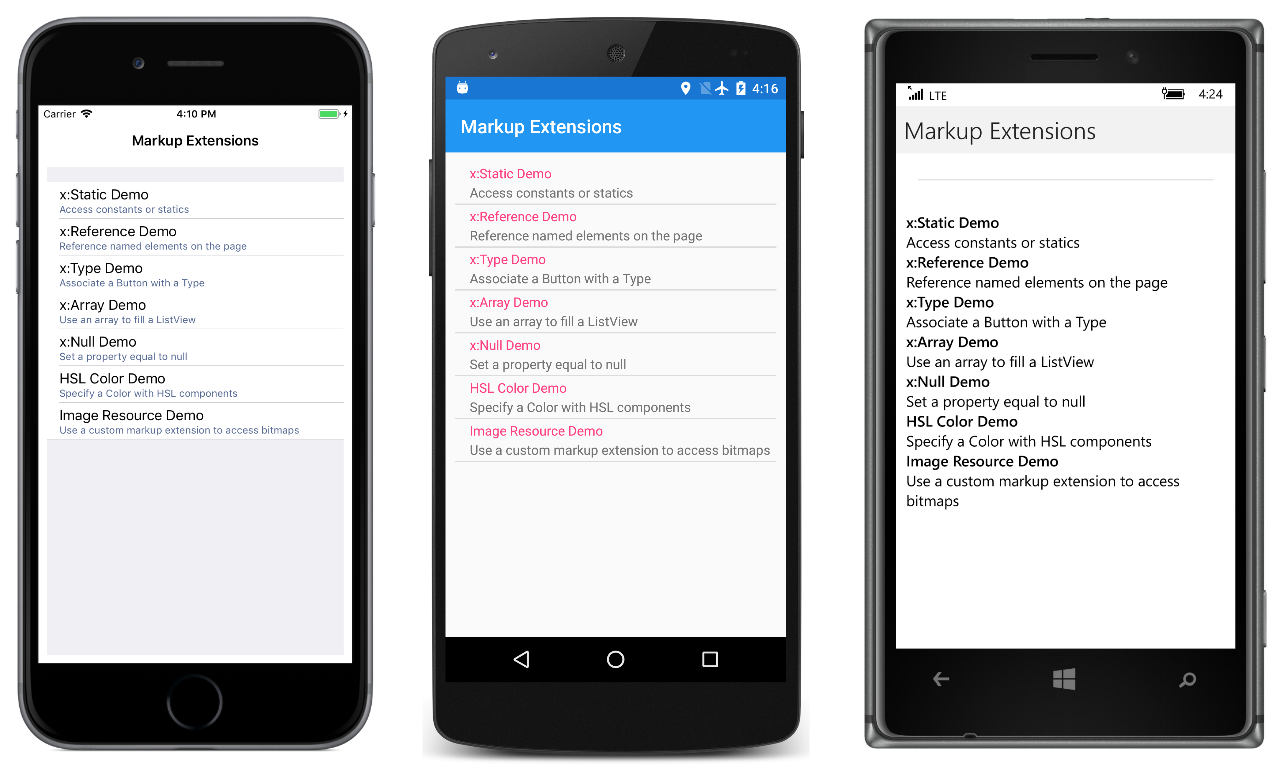 Carrier
4:10 PM
Markup Extensions
x:Static Demo
Access constants or statics
x:Reference Demo
Reference named elements on the page
x:Type Demo
Associate a Button with a Type
x:Array Demo
Use an array to fill a ListView
x:Null Demo
Set a property equal to null
HSL Color Demo
Specify a Color with HSL components
Image Resource Demo
Use a custom markup extension to access bitmaps
4:16
Markup Extensions
x:Static Demo
Access constants or statics
x:Reference Demo
Reference named elements on the page
x:Type Demo
Associate a Button with a Type
x:Array Demo
Use an array to fill a ListView
x:Null Demo
Set a property equal to null
HSL Color Demo
Specify a Color with HSL components
Image Resource Demo
Use a custom markup extension to access bitmaps
LTE
4:24
Markup Extensions
x:Static Demo
Access constants or statics
x:Reference Demo
Reference named elements on the page
x:Type Demo
Associate a Button with a Type
x:Array Demo
Use an array to fill a ListView
x:Null Demo
Set a property equal to null
HSL Color Demo
Specify a Color with HSL components
Image Resource Demo
Use a custom markup extension to access
bitmaps